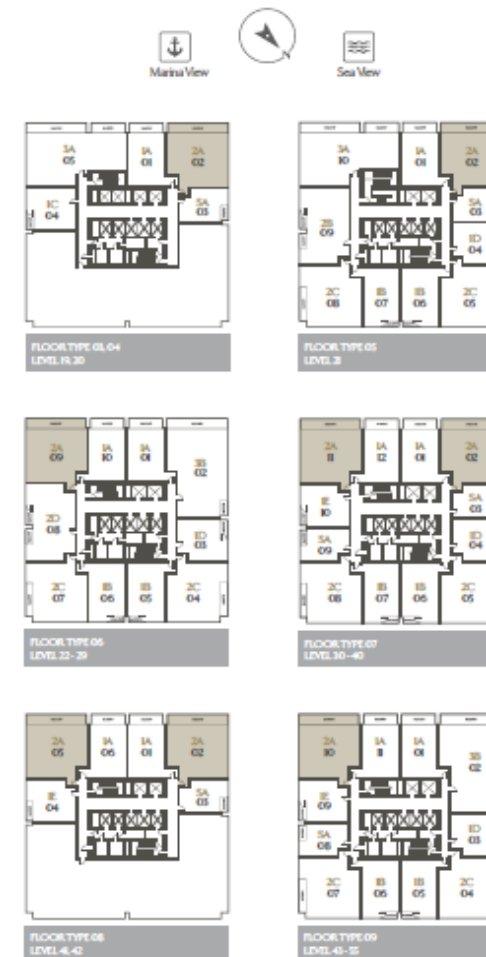 N
Marina View
Sea View
3A
05
1A
01
2A
02
1C
04
SA
03
FLOOR TYPE 03, 04
LEVEL 19, 20
3A
10
1A
01
2A
02
2B
09
SA
03
1D
04
2C
08
1B
07
1B
06
2C
05
FLOOR TYPE 05
LEVEL 21
2A
09
1A
10
1A
01
3B
02
2D
08
1D
03
2C
07
1B
06
1B
05
2C
04
FLOOR TYPE 06
LEVEL 22 - 29
2A
11
1A
12
1A
01
2A
02
1E
10
SA
03
SA
09
1D
04
2C
08
1B
07
1B
06
2C
05
FLOOR TYPE 07
LEVEL 30 - 40
2A
05
1A
06
1A
01
2A
02
1E
04
SA
03
FLOOR TYPE 08
LEVEL 41, 42
2A
10
1A
11
1A
01
3B
02
1E
09
SA
08
1D
03
2C
07
1B
06
1B
05
2C
04
FLOOR TYPE 09
LEVEL 43 - 55